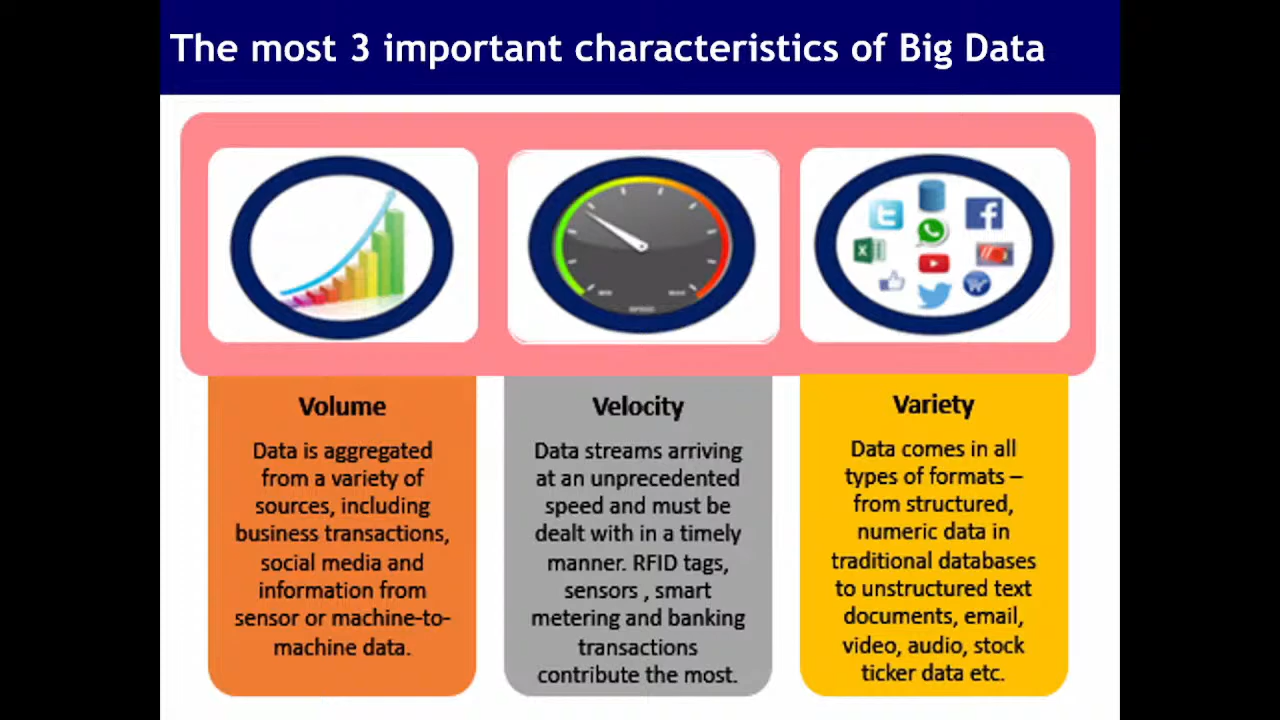 The most 3 important characteristics of Big Data
Volume
Data is aggregated
from a variety of
sources, including
business transactions,
social media and
information from
sensor or machine-to-
machine data.
Velocity
Data streams arriving
at an unprecedented
speed and must be
dealt with in a timely
manner. RFID tags,
sensors , smart
metering and banking
transactions
contribute the most.
Variety
Data comes in all
types of formats –
from structured,
numeric data in
traditional databases
to unstructured text
documents, email,
video, audio, stock
ticker data etc.